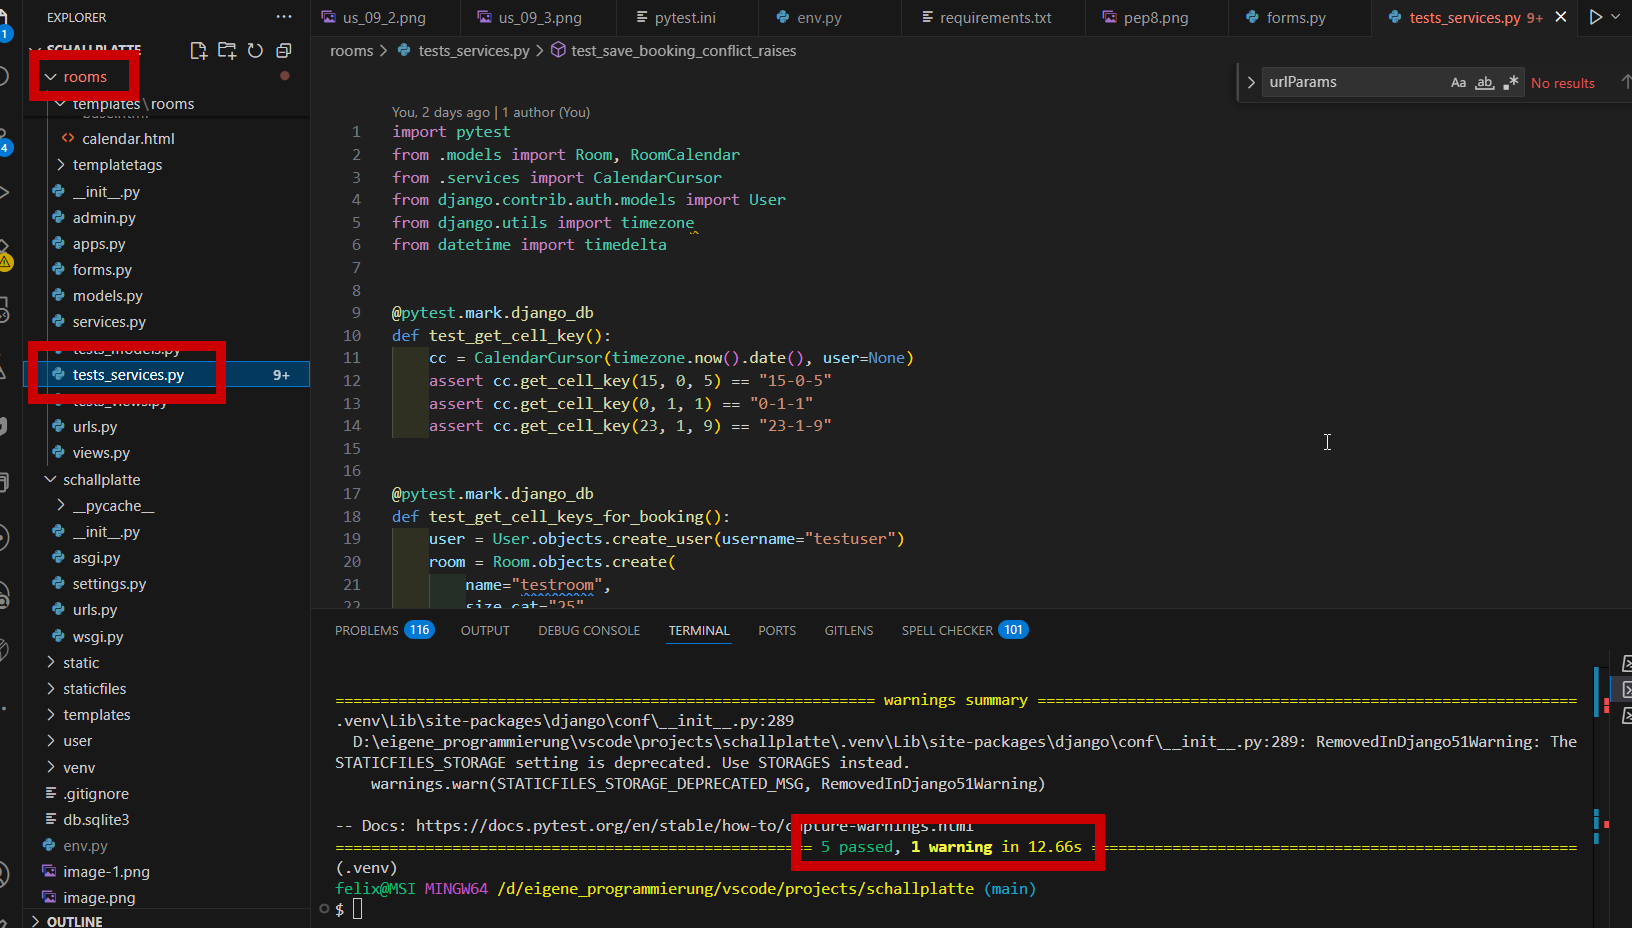 EXPLORER
us_09_2.png
us_09_3.png
pytest.ini
env.py
requirements.txt
pep8.png
forms.py
tests_services.py 9+
SCHALLPLATTE
rooms
templates\rooms
base.html
calendar.html
templatetags
__init__.py
admin.py
apps.py
forms.py
models.py
services.py
tests_models.py
tests_services.py 9+
tests_views.py
urls.py
views.py
schallplatte
__pycache__
__init__.py
asgi.py
settings.py
urls.py
wsgi.py
static
staticfiles
templates
user
venv
.gitignore
db.sqlite3
env.py
image-1.png
image.png
OUTLINE
1
4
rooms > tests_services.py > test_save_booking_conflict_raises
urlParams Aa ab .* No results
You, 2 days ago | 1 author (You)
1 import pytest
2 from .models import Room, RoomCalendar
3 from .services import CalendarCursor
4 from django.contrib.auth.models import User
5 from django.utils import timezone
6 from datetime import timedelta
7
8
9 @pytest.mark.django_db
10 def test_get_cell_key():
11 cc = CalendarCursor(timezone.now().date(), user=None)
12 assert cc.get_cell_key(15, 0, 5) == "15-0-5"
13 assert cc.get_cell_key(0, 1, 1) == "0-1-1"
14 assert cc.get_cell_key(23, 1, 9) == "23-1-9"
15
16
17 @pytest.mark.django_db
18 def test_get_cell_keys_for_booking():
19 user = User.objects.create_user(username="testuser")
20 room = Room.objects.create(
21 name="testroom",
22 size_cat="25"
PROBLEMS 116 OUTPUT DEBUG CONSOLE TERMINAL PORTS GITLENS SPELL CHECKER 101
============ warnings summary ============
.venv\Lib\site-packages\django\conf\__init__.py:289
D:\eigene_programmierung\vscode\projects\schallplatte\.venv\Lib\site-packages\django\conf\__init__.py:289: RemovedInDjango51Warning: The
STATICFILES_STORAGE setting is deprecated. Use STORAGES instead.
warnings.warn(STATICFILES_STORAGE_DEPRECATED_MSG, RemovedInDjango51Warning)
-- Docs: https://docs.pytest.org/en/stable/how-to/capture-warnings.html
============ 5 passed, 1 warning in 12.66s ============
(.venv)
felix@MSI MINGW64 /d/eigene_programmierung/vscode/projects/schallplatte (main)
$